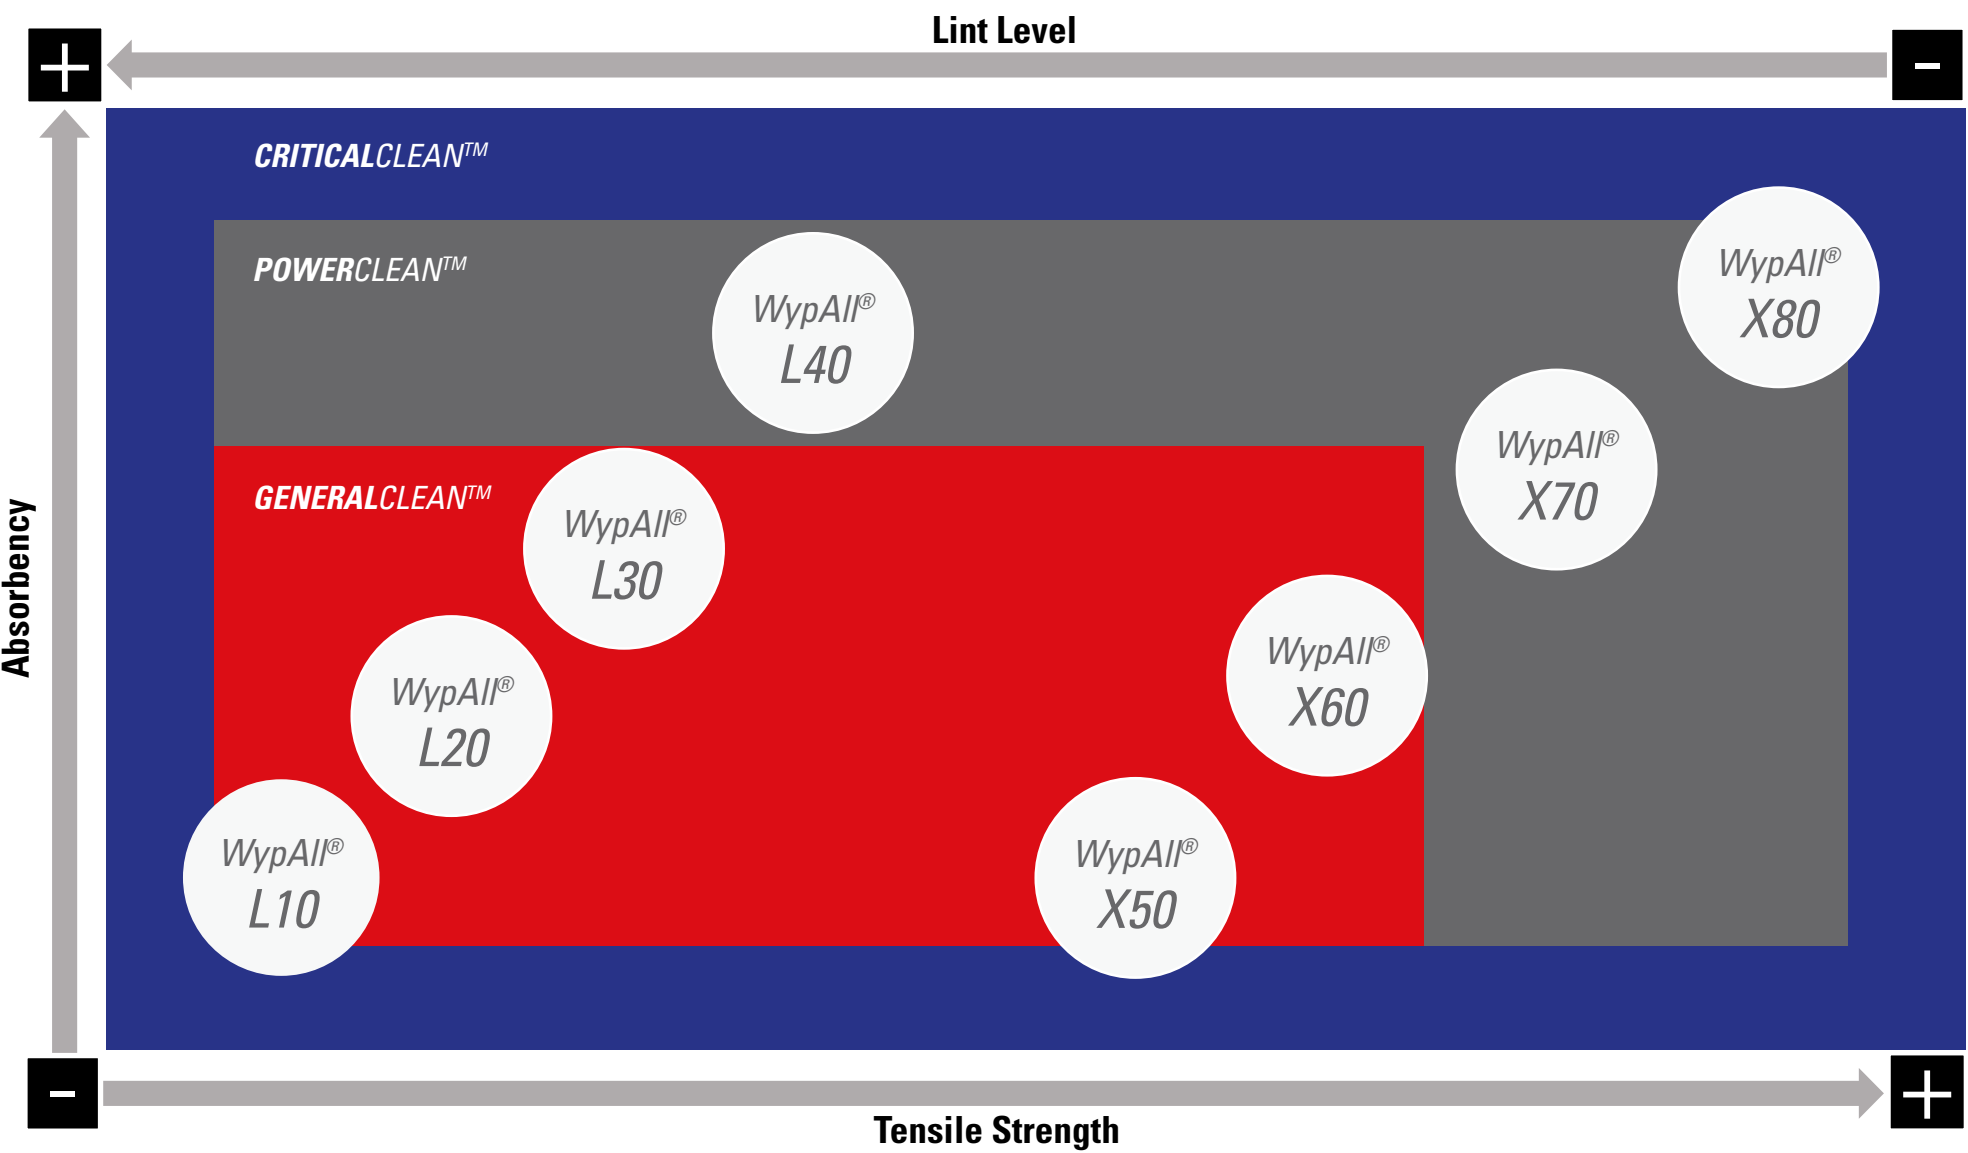 Lint Level
+
-
CRITICALCLEAN™
POWERCLEAN™
WypAll®
L40
WypAll®
X80
WypAll®
X70
GENERALCLEAN™
WypAll®
L30
WypAll®
X60
WypAll®
L20
WypAll®
L10
WypAll®
X50
Absorbency
-
+
Tensile Strength